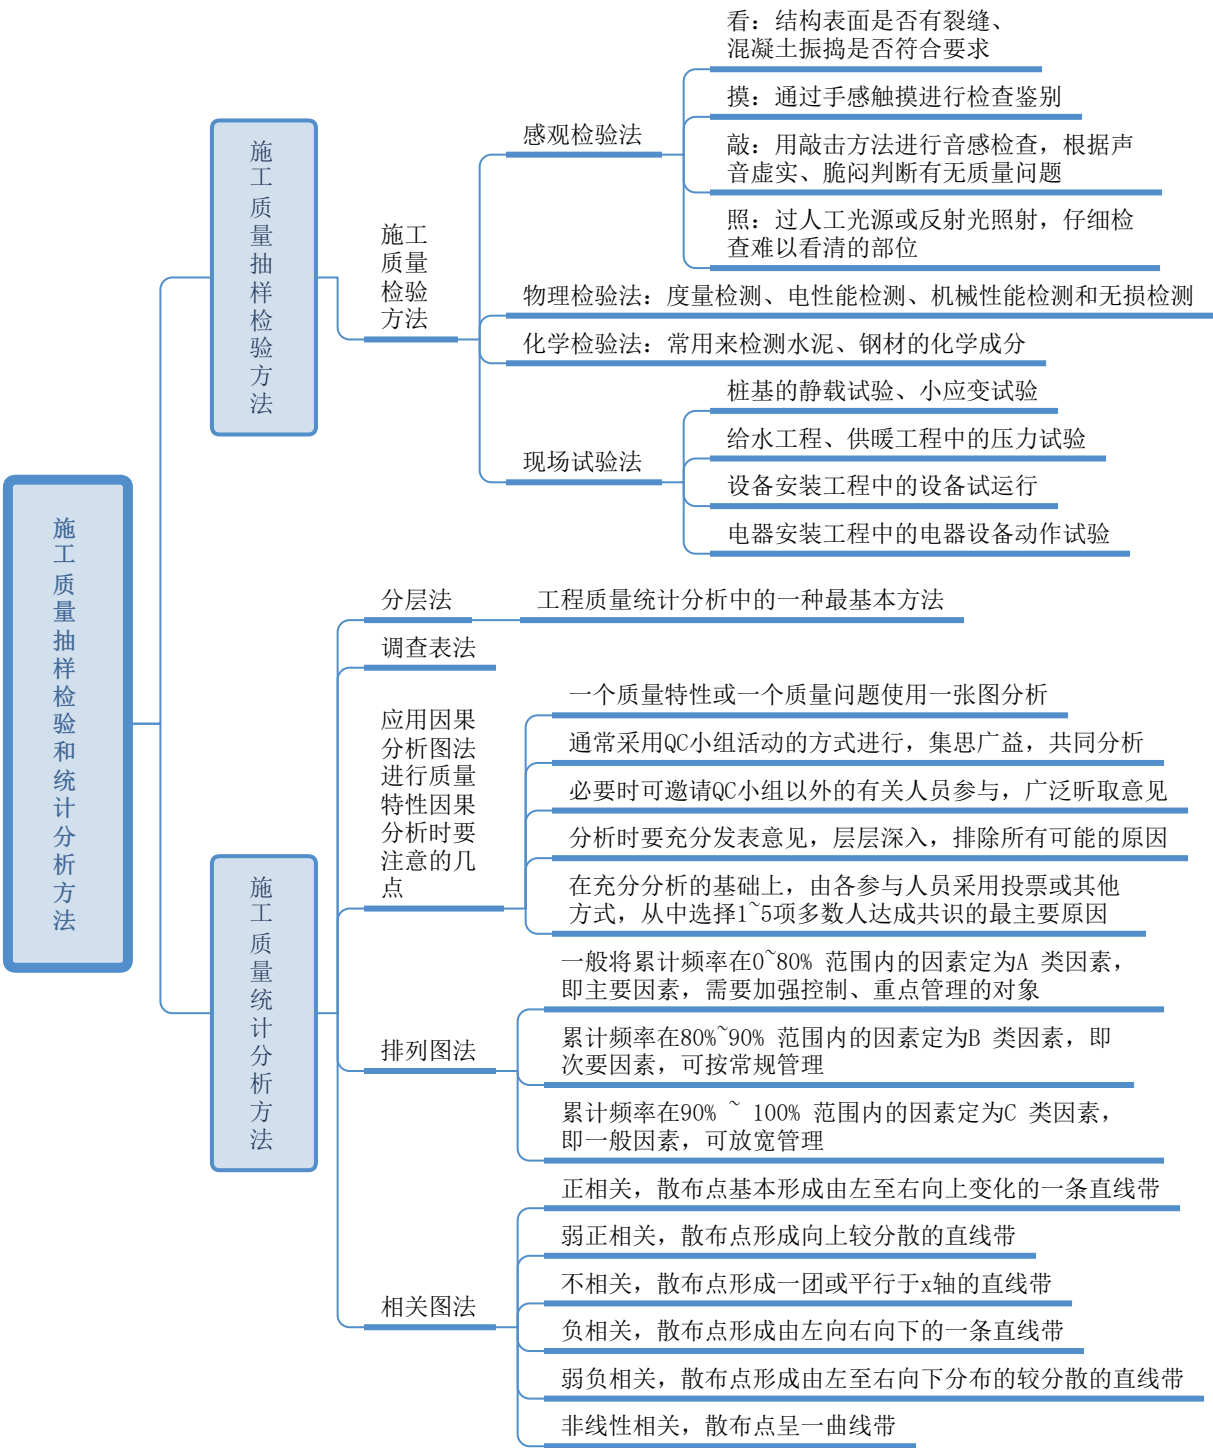 施工质量抽样检验和统计分析方法
施工质量抽样检验方法
施工
质量
检验
方法
感观检验法
看：结构表面是否有裂缝、
混凝土振捣是否符合要求
摸：通过手感触摸进行检查鉴别
敲：用敲击方法进行音感检查，根据声
音虚实、脆闷判断有无质量问题
照：过人工光源或反射光照射，仔细检
查难以看清的部位
物理检验法：度量检测、电性能检测、机械性能检测和无损检测
化学检验法：常用来检测水泥、钢材的化学成分
现场试验法
桩基的静载试验、小应变试验
给水工程、供暖工程中的压力试验
设备安装工程中的设备试运行
电器安装工程中的电器设备动作试验
施工质量统计分析方法
分层法
工程质量统计分析中的一种最基本方法
调查表法
应用因果
分析图法
进行质量
特性因果
分析时要
注意的几
点
一个质量特性或一个质量问题使用一张图分析
通常采用QC小组活动的方式进行，集思广益，共同分析
必要时可邀请QC小组以外的有关人员参与，广泛听取意见
分析时要充分发表意见，层层深入，排除所有可能的原因
在充分分析的基础上，由各参与人员采用投票或其他
方式，从中选择1~5项多数人达成共识的最主要原因
排列图法
一般将累计频率在0~80% 范围内的因素定为A 类因素，
即主要因素，需要加强控制、重点管理的对象
累计频率在80%~90% 范围内的因素定为B 类因素，即
次要因素，可按常规管理
累计频率在90% ~ 100% 范围内的因素定为C 类因素，
即一般因素，可放宽管理
相关图法
正相关，散布点基本形成由左至右向上变化的一条直线带
弱正相关，散布点形成向上较分散的直线带
不相关，散布点形成一团或平行于x轴的直线带
负相关，散布点形成由左向右向下的一条直线带
弱负相关，散布点形成由左至右向下分布的较分散的直线带
非线性相关，散布点呈一曲线带